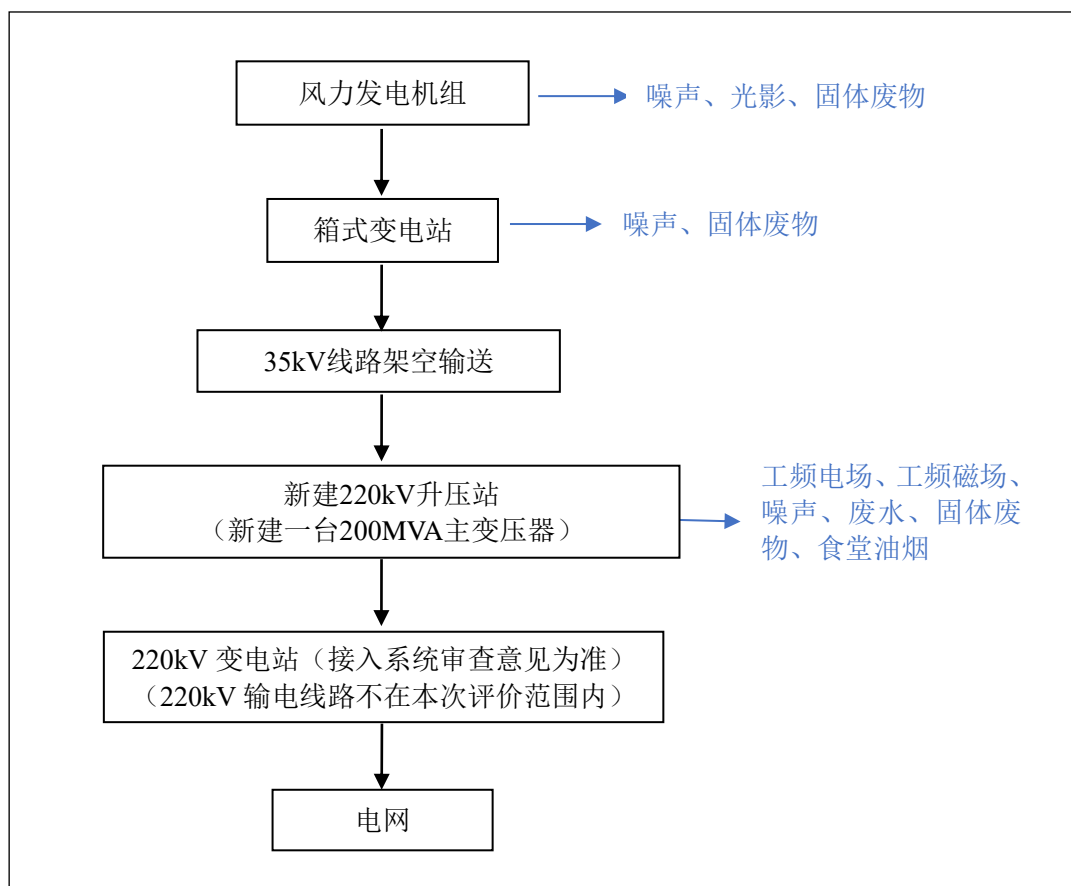 风力发电机组
噪声、光影、固体废物
箱式变电站
噪声、固体废物
35kV线路架空输送
新建220kV升压站
（新建一台200MVA主变压器）
工频电场、工频磁场、
噪声、废水、固体废
物、食堂油烟
220kV 变电站（接入系统审查意见为准）
（220kV 输电线路不在本次评价范围内）
电网